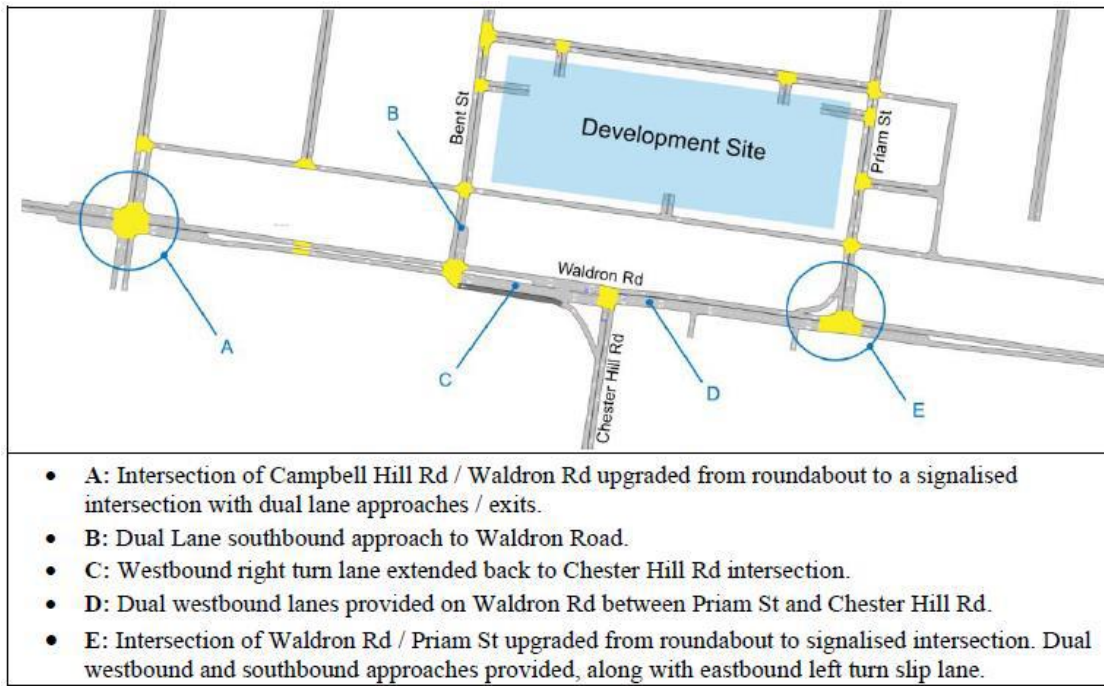 Development Site
Bent St
Priam St
B
Waldron Rd
A
C
Chester Hill Rd
D
E
• A: Intersection of Campbell Hill Rd / Waldron Rd upgraded from roundabout to a signalised
intersection with dual lane approaches / exits.
• B: Dual Lane southbound approach to Waldron Road.
• C: Westbound right turn lane extended back to Chester Hill Rd intersection.
• D: Dual westbound lanes provided on Waldron Rd between Priam St and Chester Hill Rd.
• E: Intersection of Waldron Rd / Priam St upgraded from roundabout to signalised intersection. Dual
westbound and southbound approaches provided, along with eastbound left turn slip lane.